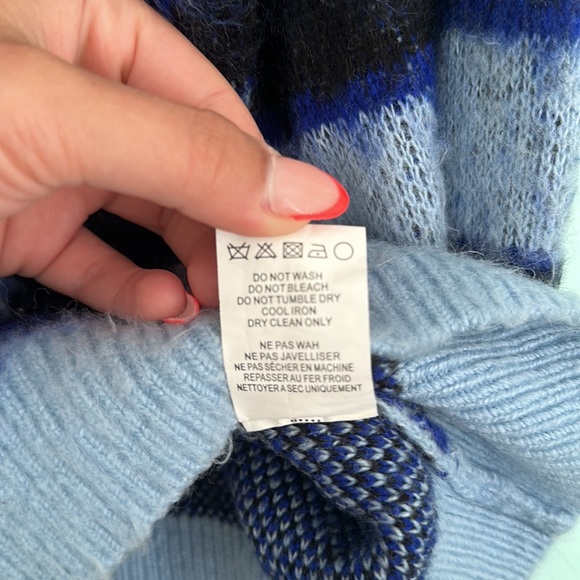 DO NOT WASH
DO NOT BLEACH
DO NOT TUMBLE DRY
COOL IRON
DRY CLEAN ONLY
NE PAS WAH
NE PAS JAVELLISER
NE PAS SÈCHER EN MACHINE
REPASSER AU FER FROID
NETTOYER A SEC UNIQUEMENT